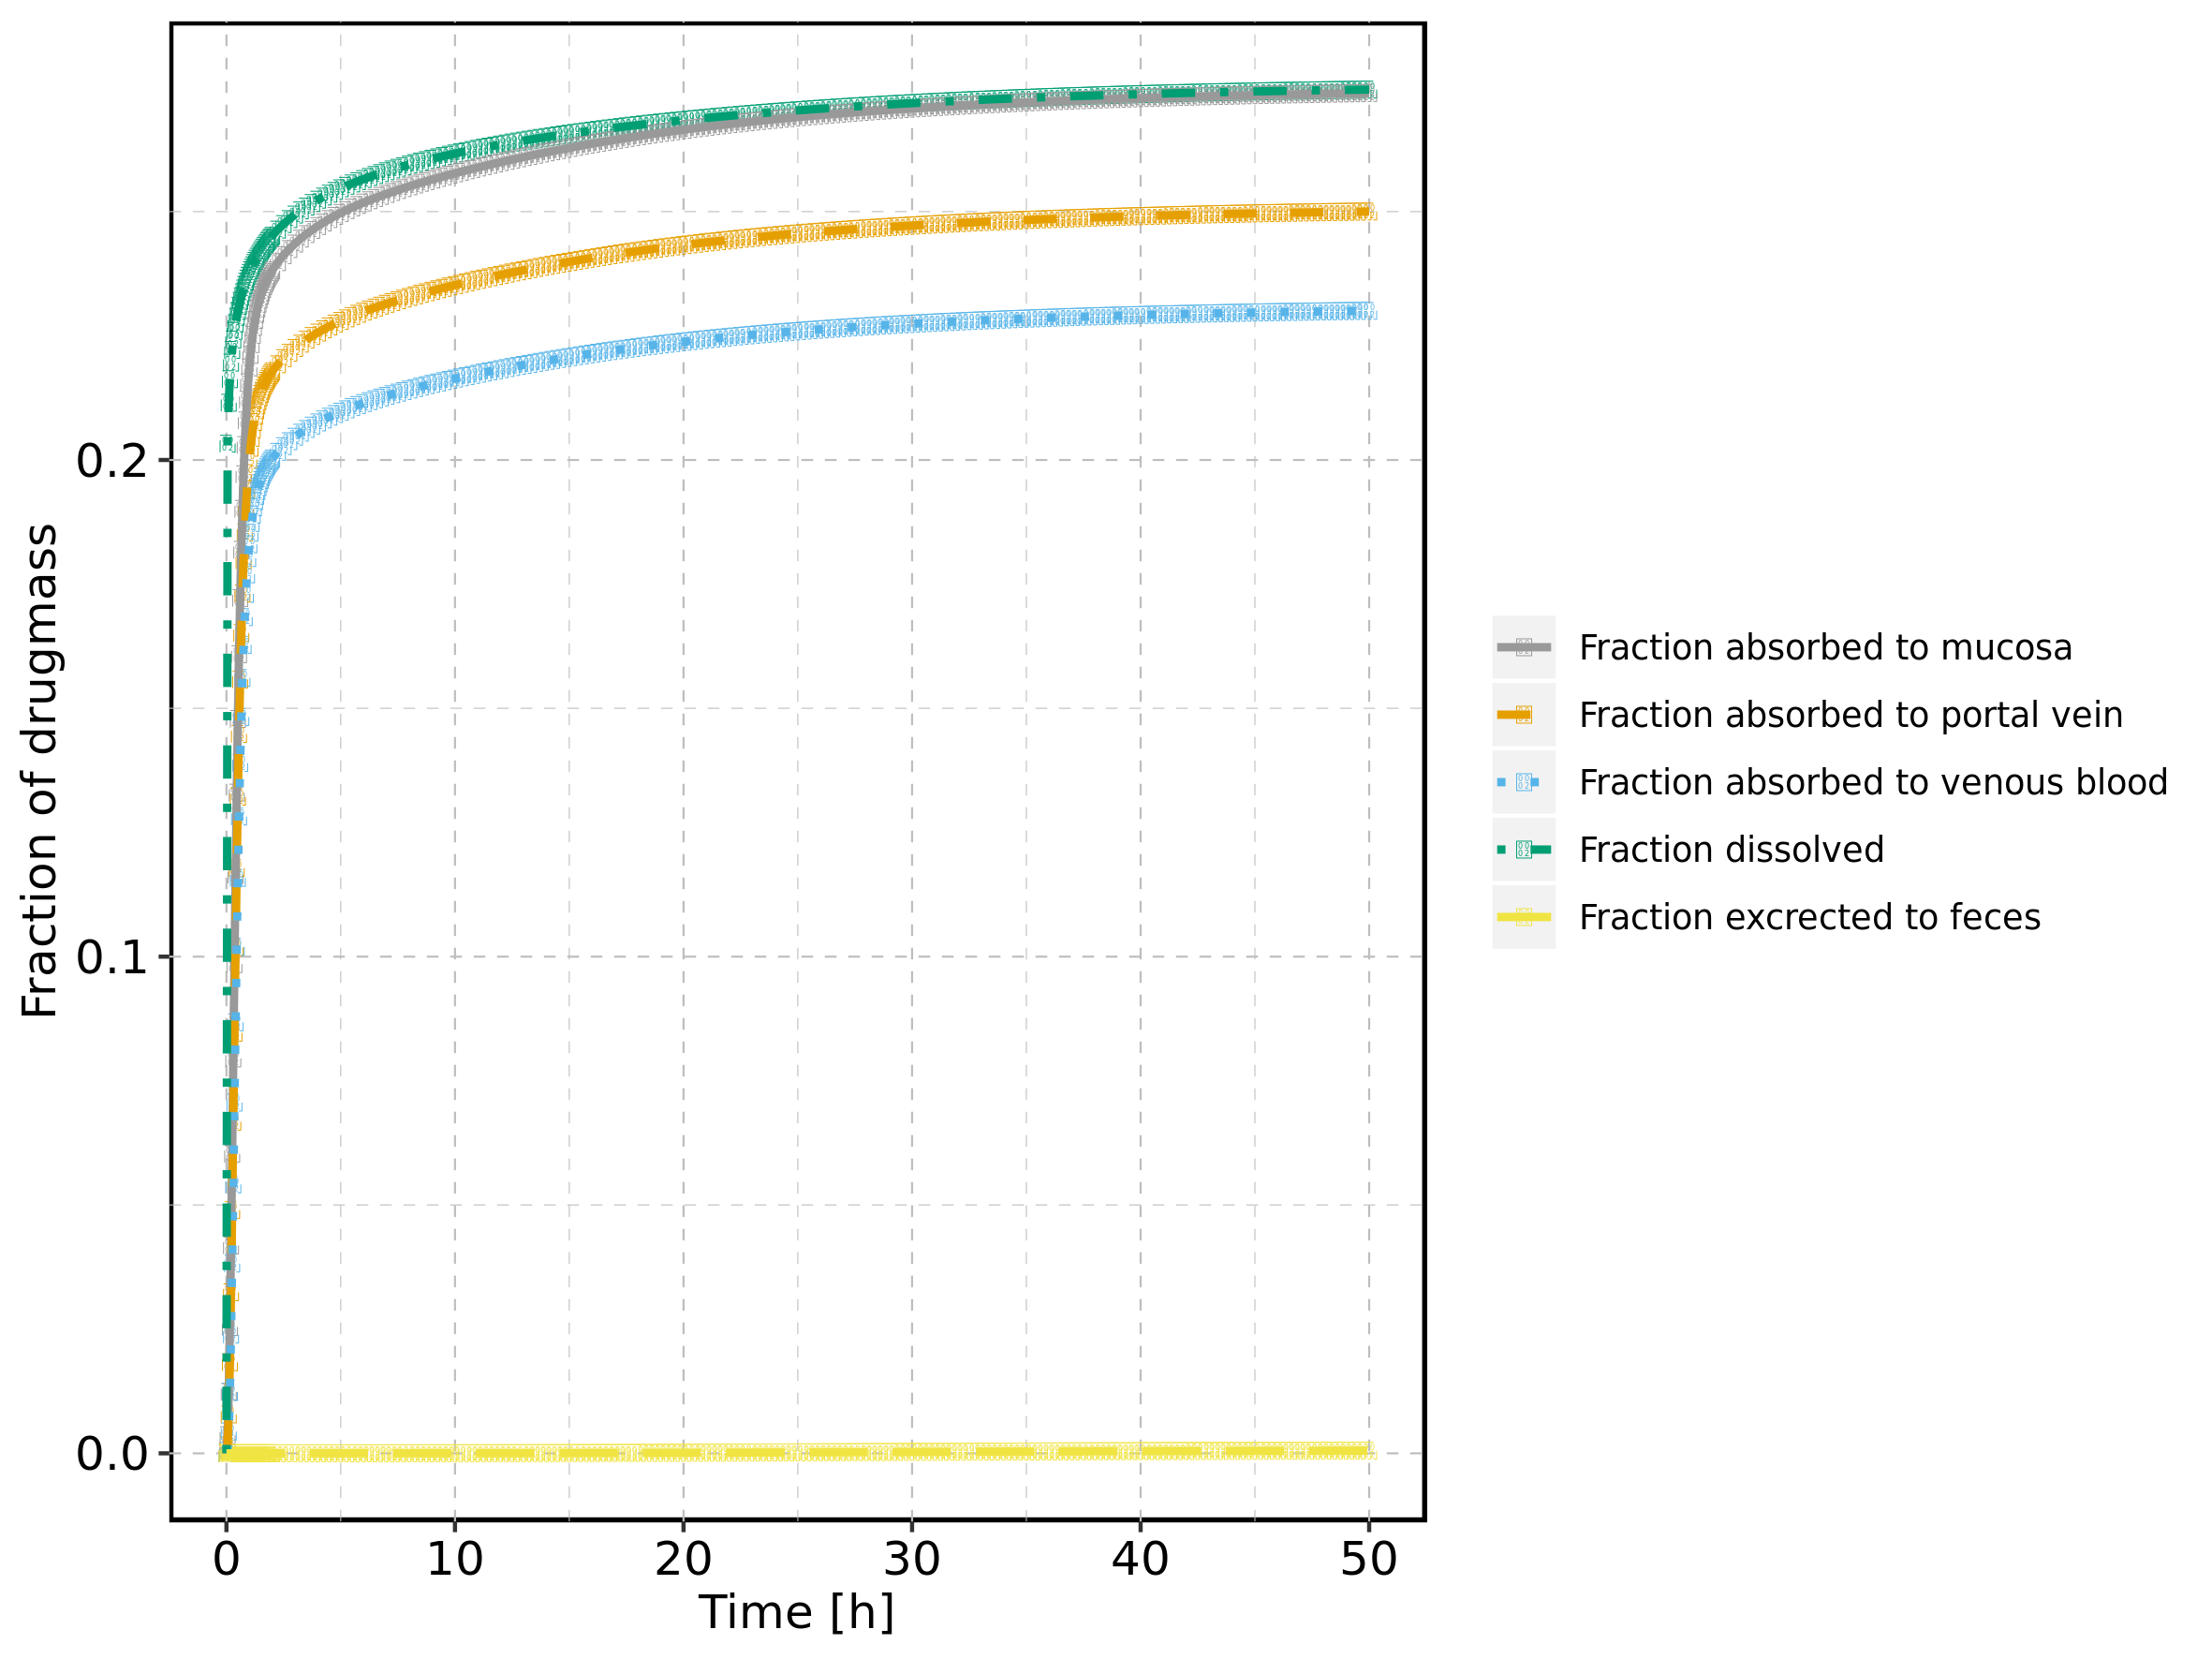 Fraction of drugmass
0.2
0.1
0.0
0 10 20 30 40 50
Time [h]
Fraction absorbed to mucosa
Fraction absorbed to portal vein
Fraction absorbed to venous blood
Fraction dissolved
Fraction excrected to feces